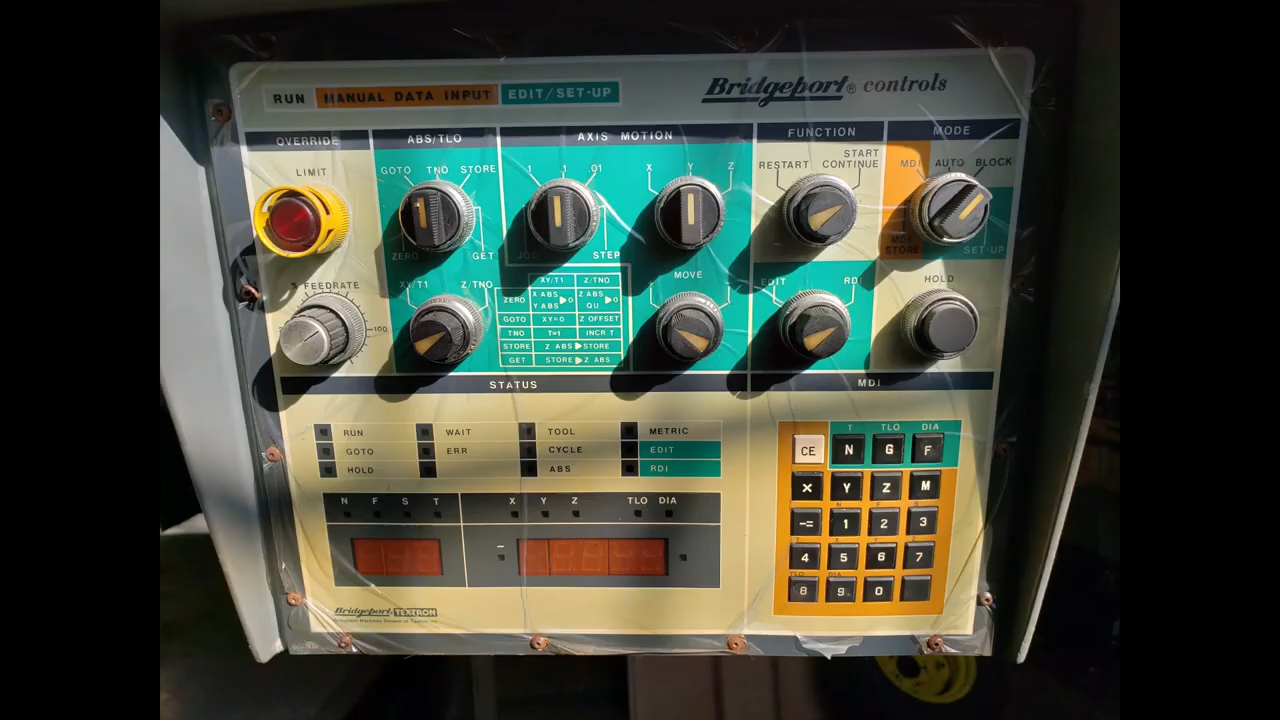 Bridgeport® controls
RUN MANUAL DATA INPUT EDIT/SET-UP
OVERRIDE ABS/TLO AXIS MOTION FUNCTION MODE
LIMIT
GOTO TNO STORE
1 .1 .01
X Y Z
RESTART START CONTINUE
MDI AUTO BLOCK
ZERO GET
STEP
MDI STORE
SET-UP
% FEEDRATE
100
XY/T1 Z/TNO
MOVE
EDIT RDI
HOLD
XY/T1 Z/TNO
ZERO X ABS Y ABS ▶0 Z ABS QU ▶0
GOTO XY=0 Z OFFSET
TNO T=1 INCR T
STORE Z ABS ▶ STORE
GET STORE ▶ Z ABS
STATUS MDI
RUN WAIT TOOL METRIC
GOTO ERR CYCLE EDIT
HOLD ABS RDI
N F S T X Y Z TLO DIA
−
T TLO DIA
CE N G F
X Y Z M
-= 1 2 3
4 5 6 7
8 9 0
Bridgeport TEXTRON